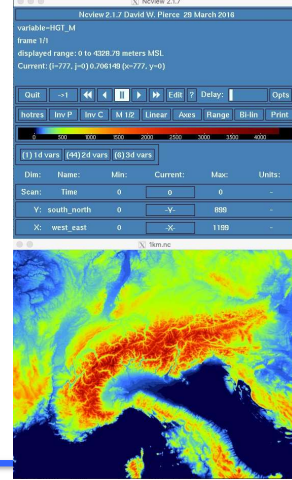 Ncview 2.1.7
Ncview 2.1.7 David W. Pierce 29 March 2016
variable=HGT_M
frame 1/1
displayed range: 0 to 4328.79 meters MSL
Current: (i=777, j=0) 0.706149 (x=777, y=0)
Quit ->1 Edit ? Delay: Opts
hotres Inv P Inv C M 1/2 Linear Axes Range Bi-lin Print
0 500 1000 1500 2000 2500 3000 3500 4000
(1) 1d vars (44) 2d vars (6) 3d vars
Dim: Name: Min: Current: Max: Units:
Scan: Time 0 0 0 -
Y: south_north 0 -Y- 899 -
X: west_east 0 -X- 1199 -
1km.nc